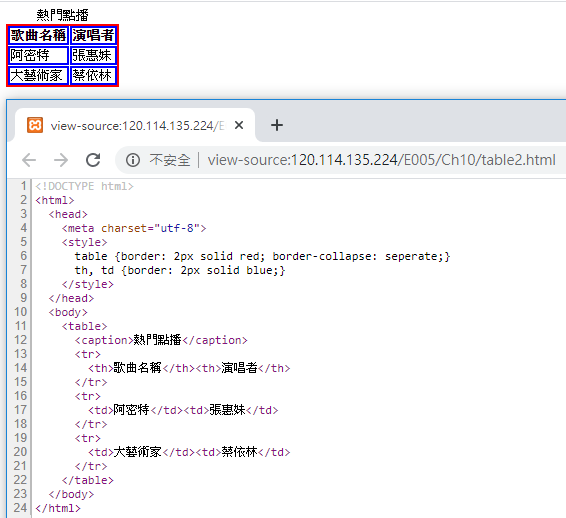 熱門點播
歌曲名稱 演唱者
阿密特 張惠妹
大藝術家 蔡依林
view-source:120.114.135.224/E
不安全 | view-source:120.114.135.224/E005/Ch10/table2.html
1 <!DOCTYPE html>
2 <html>
3 <head>
4 <meta charset="utf-8">
5 <style>
6 table {border: 2px solid red; border-collapse: seperate;}
7 th, td {border: 2px solid blue;}
8 </style>
9 </head>
10 <body>
11 <table>
12 <caption>熱門點播</caption>
13 <tr>
14 <th>歌曲名稱</th><th>演唱者</th>
15 </tr>
16 <tr>
17 <td>阿密特</td><td>張惠妹</td>
18 </tr>
19 <tr>
20 <td>大藝術家</td><td>蔡依林</td>
21 </tr>
22 </table>
23 </body>
24 </html>